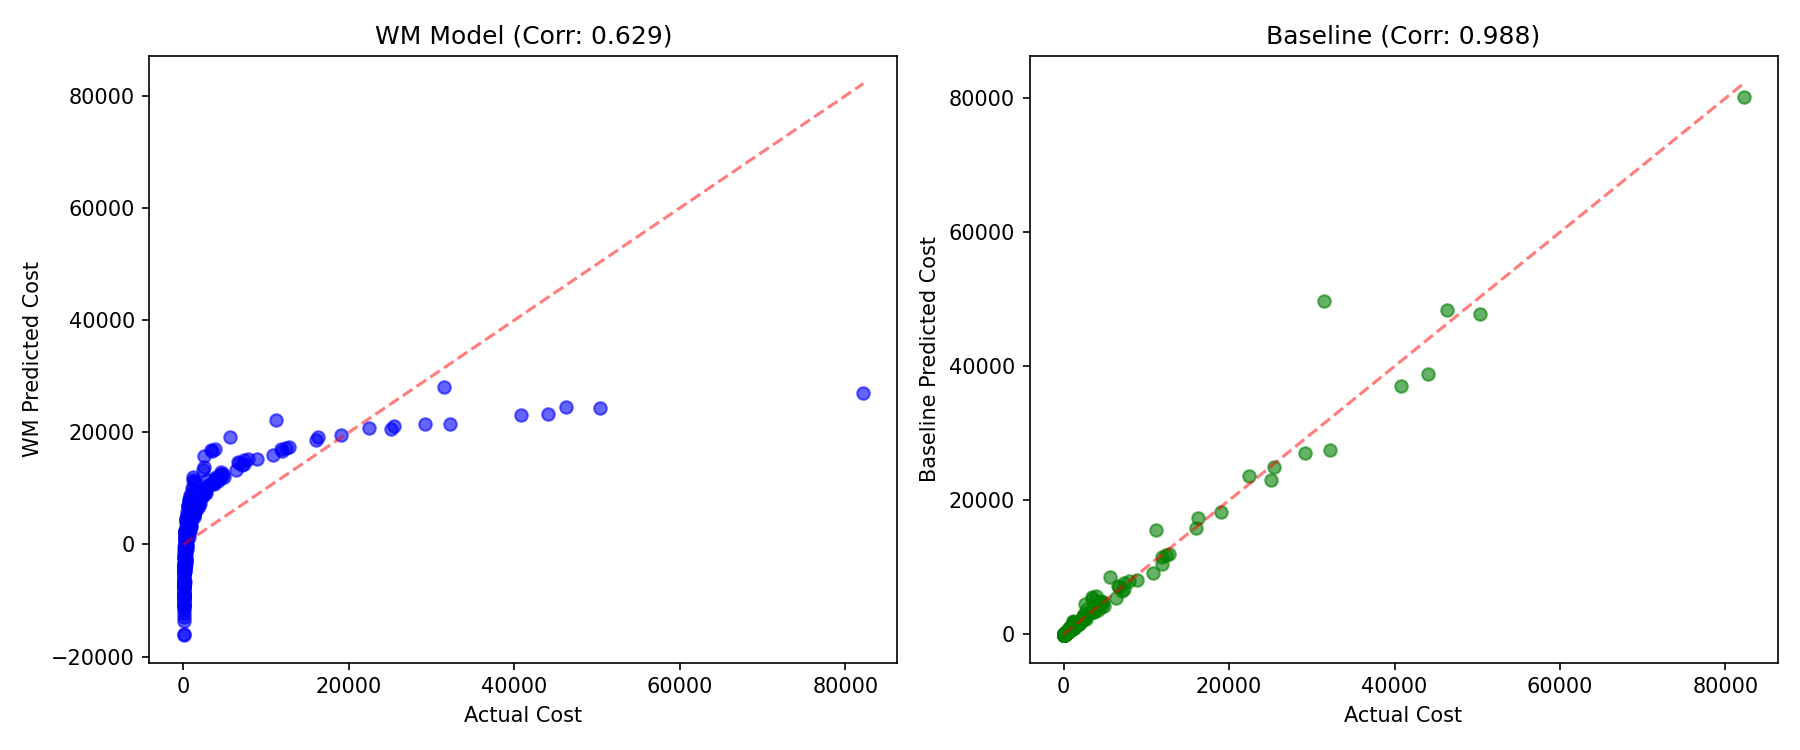 WM Model (Corr: 0.629)
WM Predicted Cost
80000
60000
40000
20000
0
−20000
0 20000 40000 60000 80000
Actual Cost
Baseline (Corr: 0.988)
Baseline Predicted Cost
80000
60000
40000
20000
0
0 20000 40000 60000 80000
Actual Cost